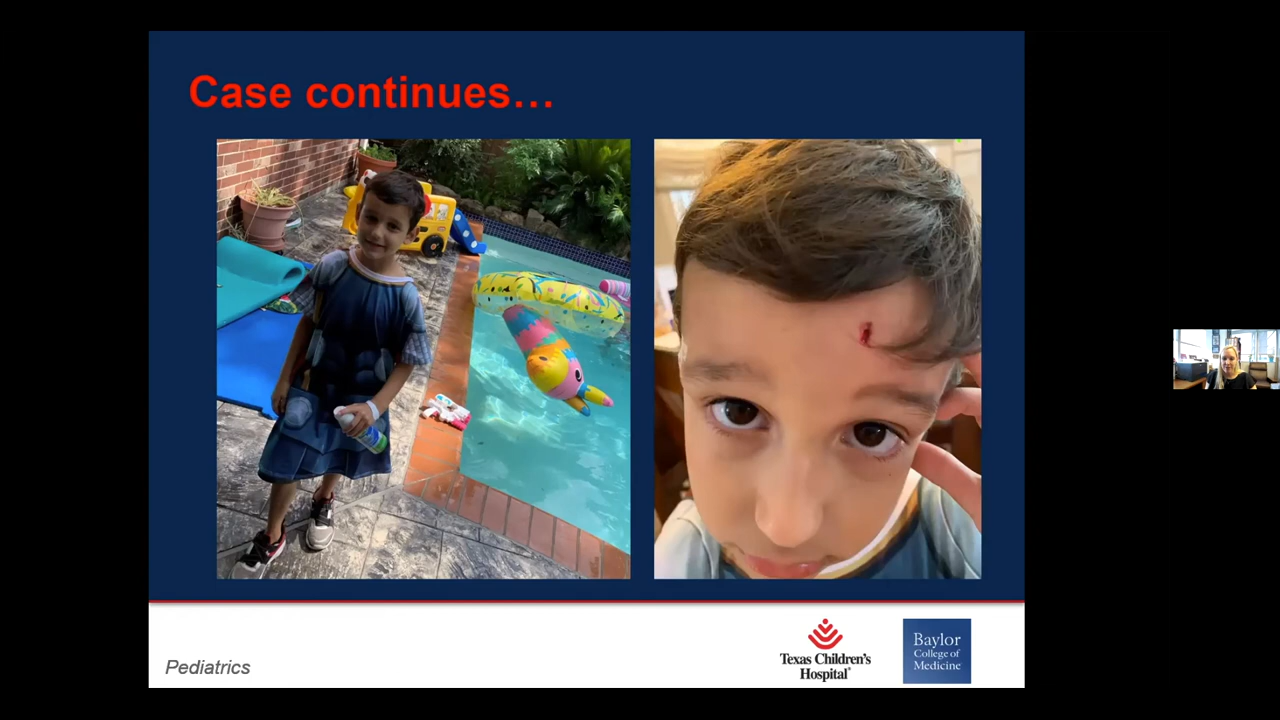 Case continues…
Pediatrics
Texas Children's
Hospital®
Baylor
College of
Medicine